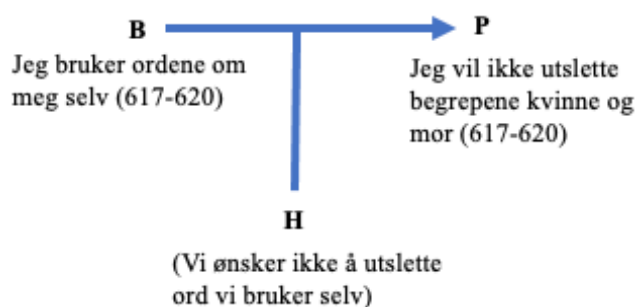 B
P
Jeg bruker ordene om
meg selv (617-620)
Jeg vil ikke utslette
begrepene kvinne og
mor (617-620)
H
(Vi ønsker ikke å utslette
ord vi bruker selv)